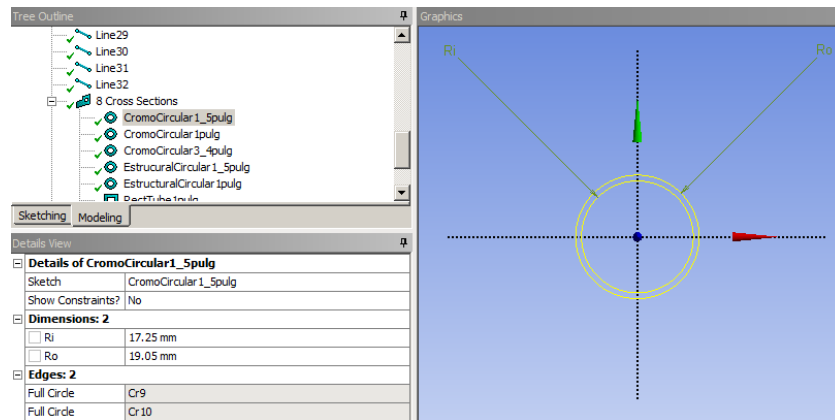 Tree Outline
Line29
Line30
Line31
Line32
8 Cross Sections
CromoCircular1_5pulg
CromoCircular1pulg
CromoCircular3_4pulg
EstrucuralCircular1_5pulg
EstructuralCircular1pulg
RectTube1pulg
Sketching Modeling
Details View
Details of CromoCircular1_5pulg
Sketch CromoCircular1_5pulg
Show Constraints? No
Dimensions: 2
Ri 17.25 mm
Ro 19.05 mm
Edges: 2
Full Circle Cr9
Full Circle Cr10
Graphics
Ri Ro